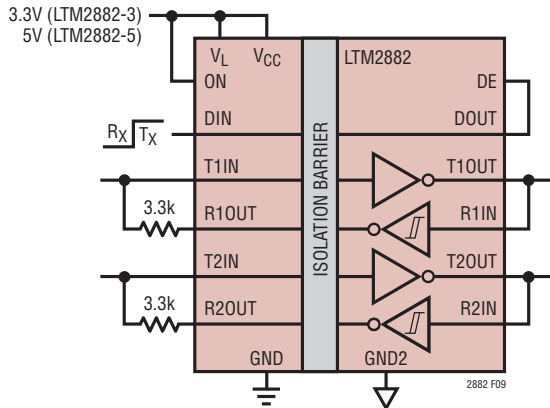 3.3V (LTM2882-3)
5V (LTM2882-5)
VL
VCC
LTM2882
ON
DE
DIN
DOUT
RX
TX
T1IN
T1OUT
3.3k
R1OUT
R1IN
ISOLATION BARRIER
T2IN
T2OUT
3.3k
R2OUT
R2IN
GND
GND2
2882 F09